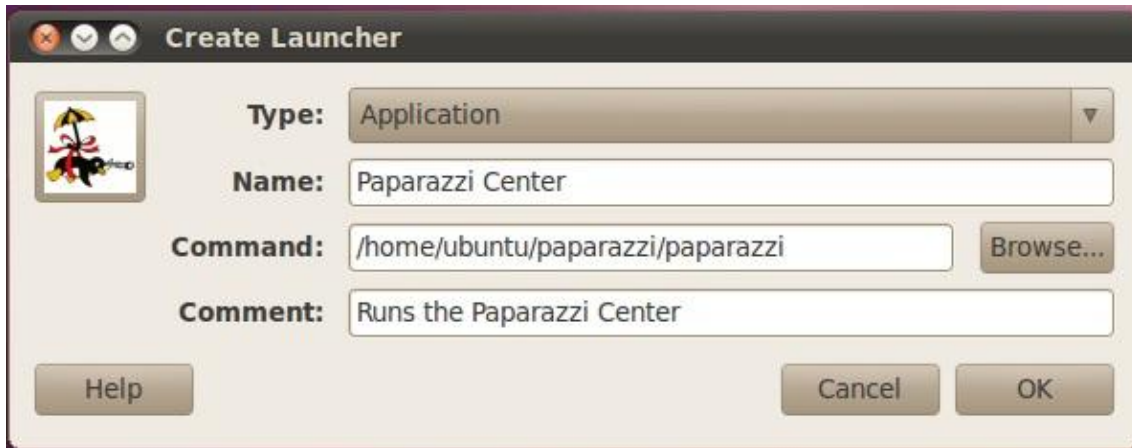 Create Launcher
Type: Application
Name: Paparazzi Center
Command: /home/ubuntu/paparazzi/paparazzi Browse...
Comment: Runs the Paparazzi Center
Help Cancel OK